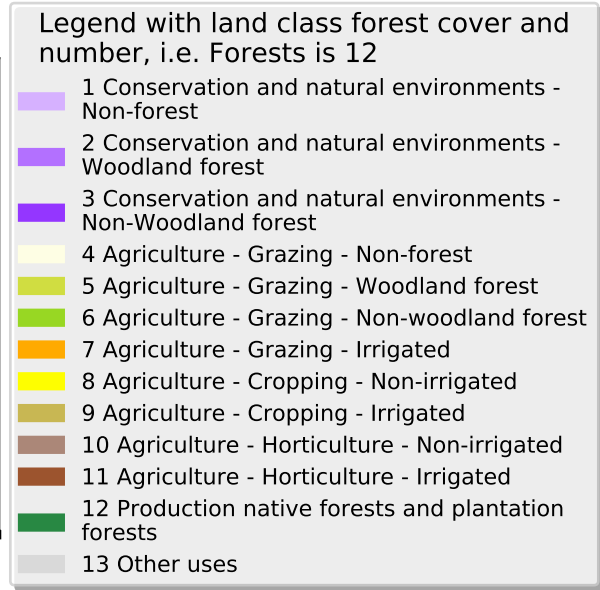 Legend with land class forest cover and
number, i.e. Forests is 12
1 Conservation and natural environments -
Non-forest
2 Conservation and natural environments -
Woodland forest
3 Conservation and natural environments -
Non-Woodland forest
4 Agriculture - Grazing - Non-forest
5 Agriculture - Grazing - Woodland forest
6 Agriculture - Grazing - Non-woodland forest
7 Agriculture - Grazing - Irrigated
8 Agriculture - Cropping - Non-irrigated
9 Agriculture - Cropping - Irrigated
10 Agriculture - Horticulture - Non-irrigated
11 Agriculture - Horticulture - Irrigated
12 Production native forests and plantation
forests
13 Other uses